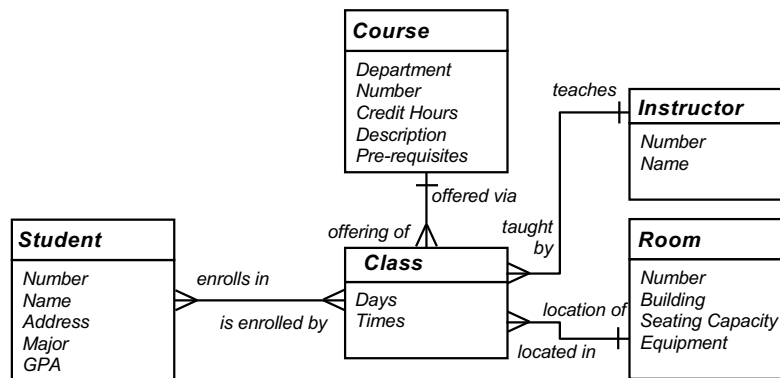 Course
Department
Number
Credit Hours
Description
Pre-requisites
teaches
Instructor
Number
Name
offered via
offering of
taught
by
Student
Number
Name
Address
Major
GPA
enrolls in
is enrolled by
Class
Days
Times
Room
Number
Building
Seating Capacity
Equipment
location of
located in